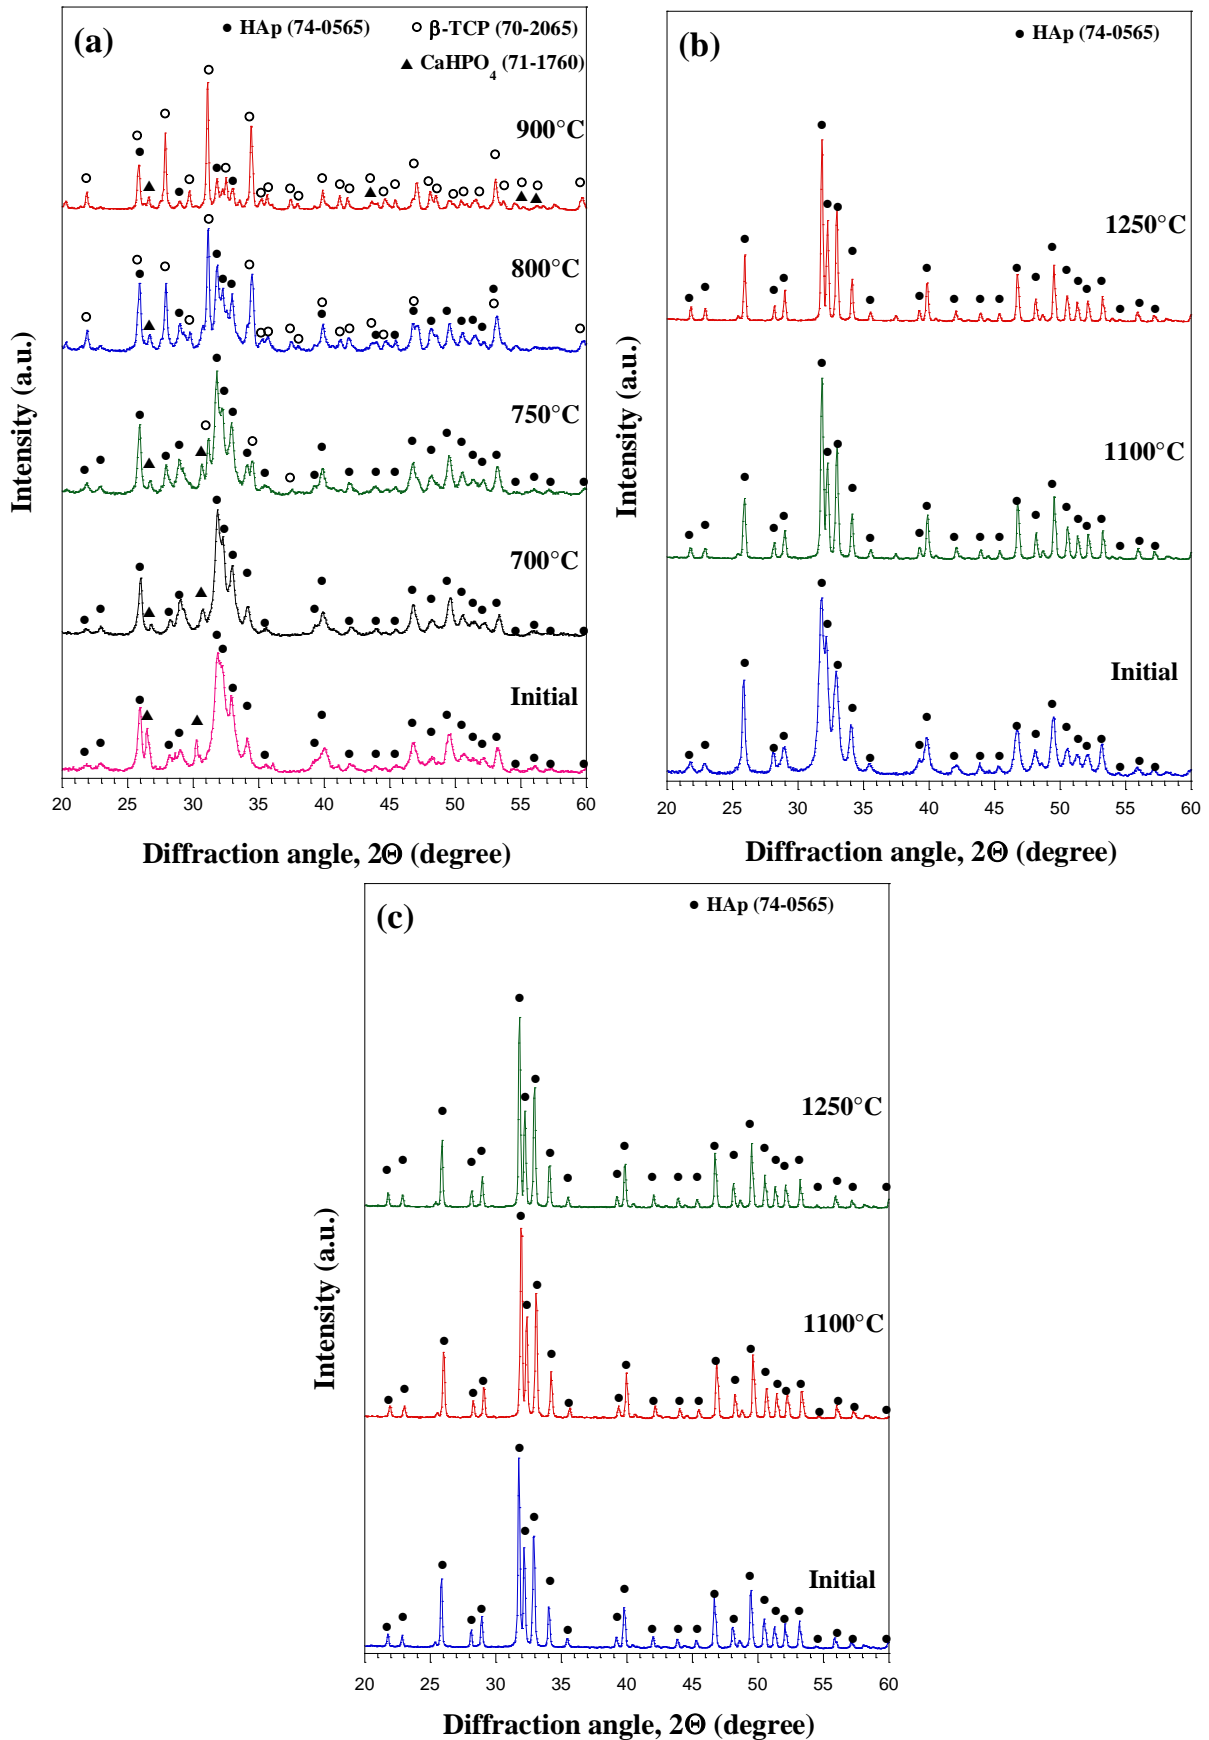 (a)
● HAp (74-0565) ○ β-TCP (70-2065)
▲ CaHPO4 (71-1760)
900°C
800°C
750°C
700°C
Initial
Intensity (a.u.)
20 25 30 35 40 45 50 55 60
Diffraction angle, 2Θ (degree)
(b)
● HAp (74-0565)
1250°C
1100°C
Initial
Intensity (a.u.)
20 25 30 35 40 45 50 55 60
Diffraction angle, 2Θ (degree)
(c)
● HAp (74-0565)
1250°C
1100°C
Initial
Intensity (a.u.)
20 25 30 35 40 45 50 55 60
Diffraction angle, 2Θ (degree)